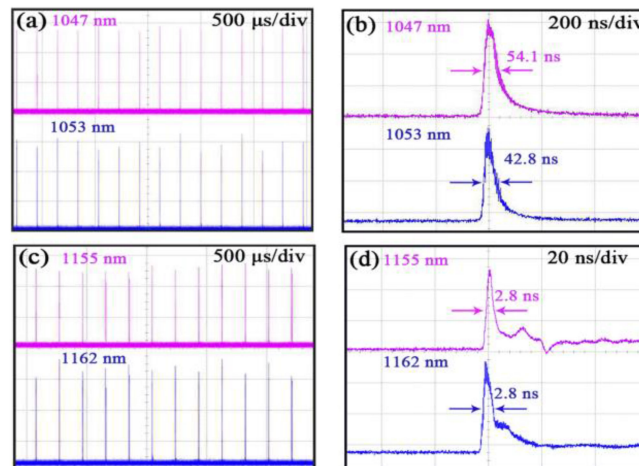 (a) 1047 nm 500 µs/div
1053 nm
(b) 1047 nm 200 ns/div
54.1 ns
1053 nm
42.8 ns
(c) 1155 nm 500 µs/div
1162 nm
(d) 1155 nm 20 ns/div
2.8 ns
1162 nm
2.8 ns